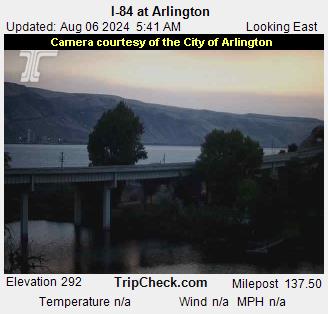 I-84 at Arlington
Updated: Aug 06 2024 5:41 AM Looking East
Camera courtesy of the City of Arlington
Elevation 292 TripCheck.com Milepost 137.50
Temperature n/a Wind n/a MPH n/a